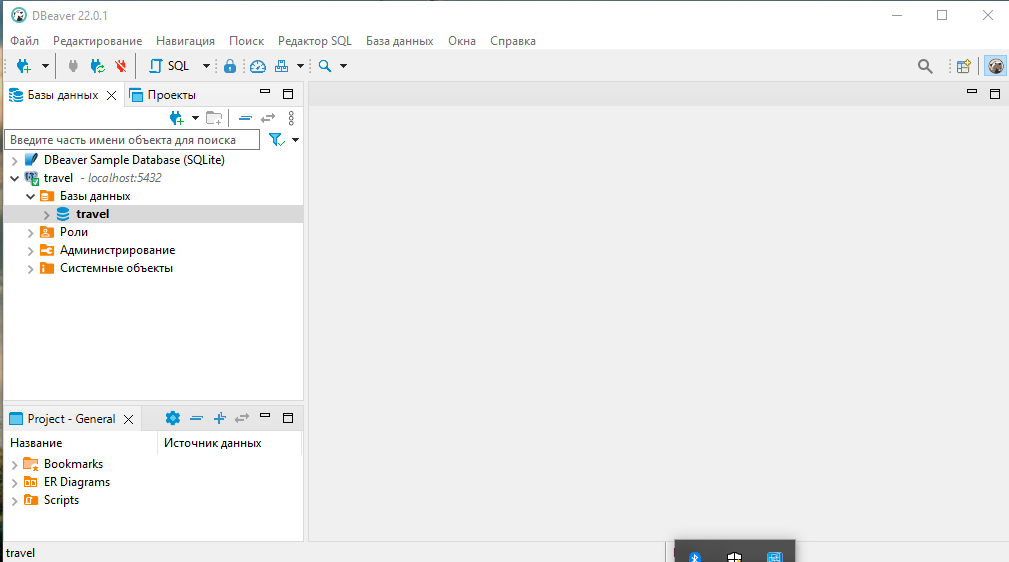 DBeaver 22.0.1
Файл Редактирование Навигация Поиск Редактор SQL База данных Окна Справка
SQL
Базы данных Проекты
Введите часть имени объекта для поиска
DBeaver Sample Database (SQLite)
travel - localhost:5432
Базы данных
travel
Роли
Администрирование
Системные объекты
Project - General
Название Источник данных
Bookmarks
ER Diagrams
Scripts
travel